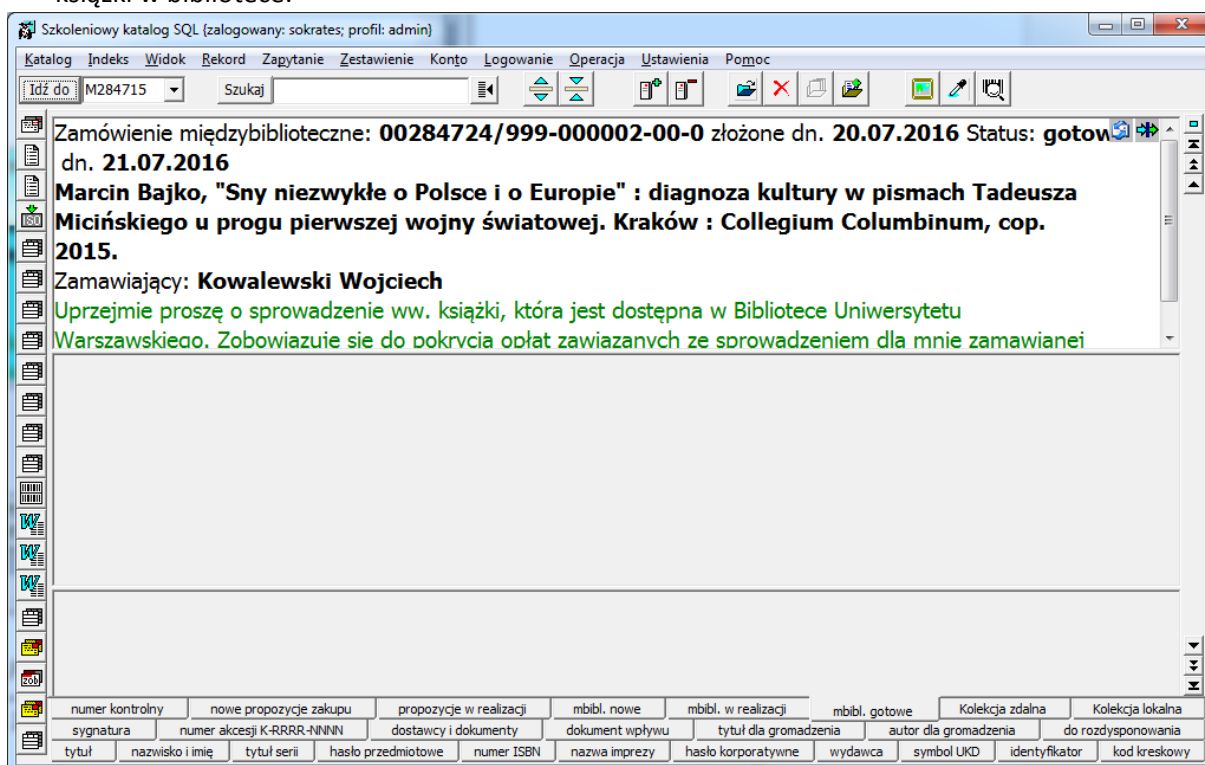 książki w bibliotece.
Szkoleniowy katalog SQL (zalogowany: sokrates; profil: admin)
Katalog Indeks Widok Rekord Zapytanie Zestawienie Konto Logowanie Operacja Ustawienia Pomoc
Idź do M284715 Szukaj
Zamówienie międzybiblioteczne: 00284724/999-000002-00-0 złożone dn. 20.07.2016 Status: gotow
dn. 21.07.2016
Marcin Bajko, "Sny niezwykłe o Polsce i o Europie" : diagnoza kultury w pismach Tadeusza
Micińskiego u progu pierwszej wojny światowej. Kraków : Collegium Columbinum, cop.
2015.
Zamawiający: Kowalewski Wojciech
Uprzejmie proszę o sprowadzenie ww. książki, która jest dostępna w Bibliotece Uniwersytetu
Warszawskiego. Zobowiązuję się do pokrycia opłat zawiązanych ze sprowadzeniem dla mnie zamawianej
ISO
zob
numer kontrolny nowe propozycje zakupu propozycje w realizacji mbibl. nowe mbibl. w realizacji mbibl. gotowe Kolekcja zdalna Kolekcja lokalna
sygnatura numer akcesji K-RRRR-NNNN dostawcy i dokumenty dokument wpływu tytuł dla gromadzenia autor dla gromadzenia do rozdysponowania
tytuł nazwisko i imię tytuł serii hasło przedmiotowe numer ISBN nazwa imprezy hasło korporatywne wydawca symbol UKD identyfikator kod kreskowy